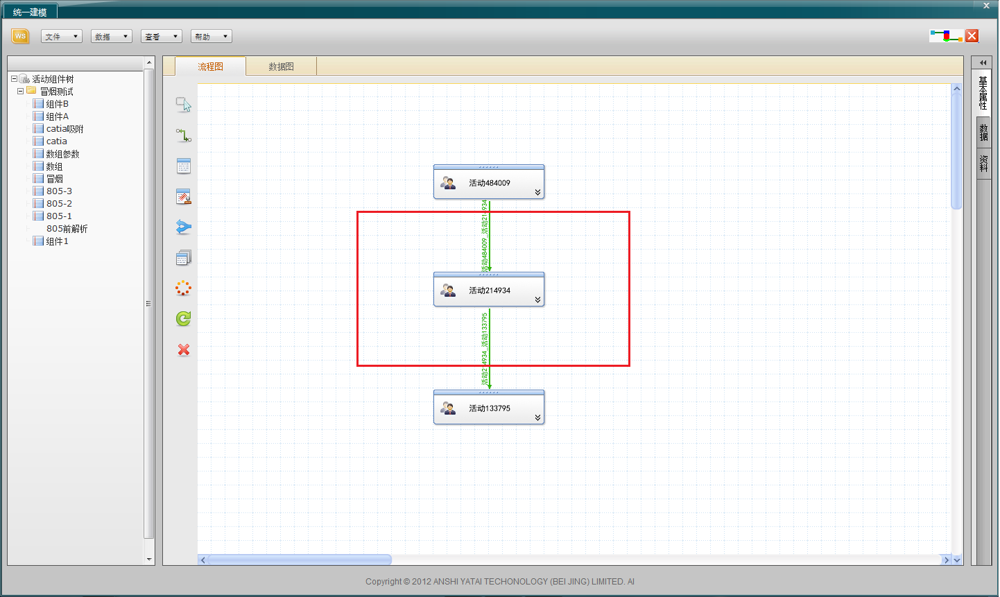 统一建模
WS 文件 数据 查看 帮助
活动组件树
冒烟测试
组件B
组件A
catia吸附
catia
数组参数
数组
冒烟
805-3
805-2
805-1
805前解析
组件1
流程图 数据图
活动484009
活动484009_活动214934
活动214934
活动214934_活动133795
活动133795
基本属性
数据
资料
Copyright © 2012 ANSHI YATAI TECHONOLOGY (BEI JING) LIMITED. AI